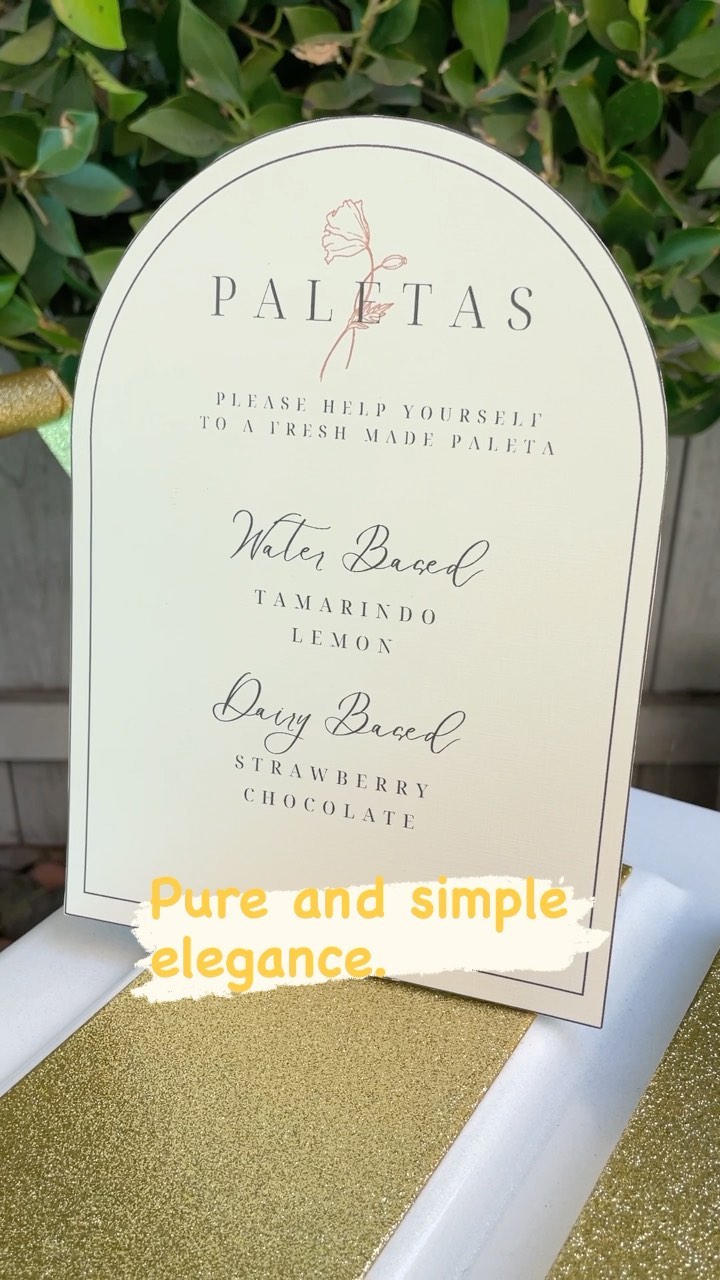 PALETAS
PLEASE HELP YOURSELF
TO A FRESH MADE PALETA
Water Based
TAMARINDO
LEMON
Dairy Based
STRAWBERRY
CHOCOLATE
Pure and simple
elegance.